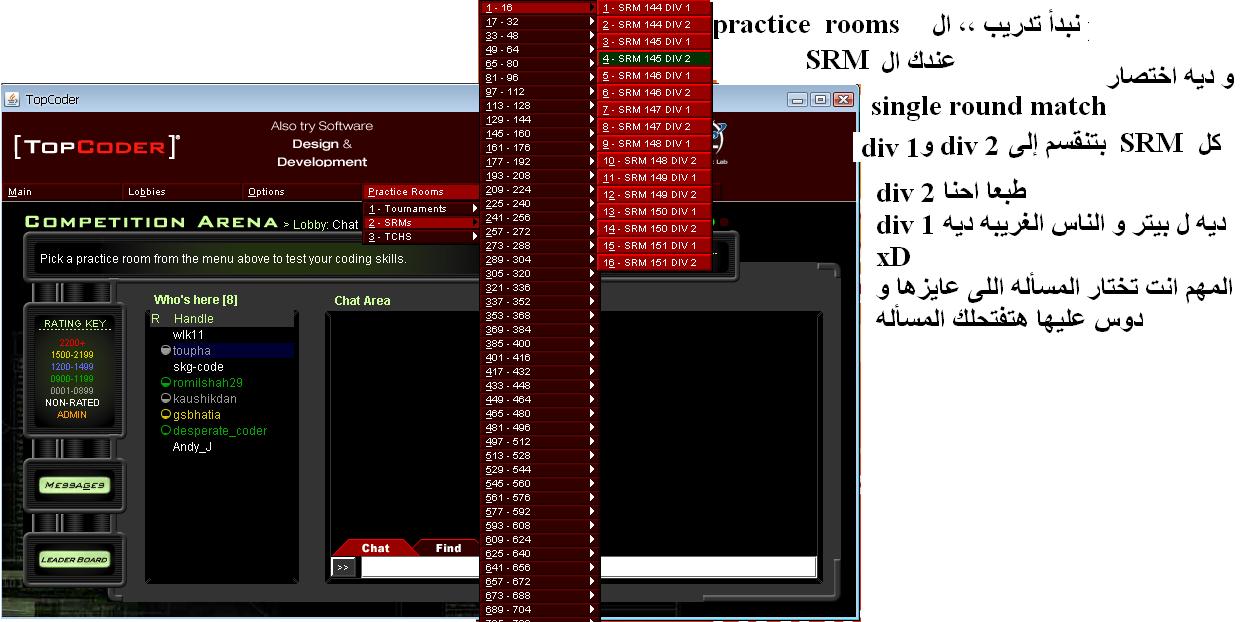 TopCoder
[TOPCODER]®
Also try Software
Design &
Development
Main
Lobbies
Options
Practice Rooms
1 - Tournaments
2 - SRMs
3 - TCHS
COMPETITION ARENA > Lobby: Chat
Pick a practice room from the menu above to test your coding skills.
RATING KEY
2200+
1500-2199
1200-1499
0900-1199
0001-0899
NON-RATED
ADMIN
MESSAGES
LEADER BOARD
Who's here [8]
R Handle
wlk11
toupha
skg-code
romilshah29
kaushikdan
gsbhatia
desperate_coder
Andy_J
Chat Area
Chat
Find
>>
1 - 16
17 - 32
33 - 48
49 - 64
65 - 80
81 - 96
97 - 112
113 - 128
129 - 144
145 - 160
161 - 176
177 - 192
193 - 208
209 - 224
225 - 240
241 - 256
257 - 272
273 - 288
289 - 304
305 - 320
321 - 336
337 - 352
353 - 368
369 - 384
385 - 400
401 - 416
417 - 432
433 - 448
449 - 464
465 - 480
481 - 496
497 - 512
513 - 528
529 - 544
545 - 560
561 - 576
577 - 592
593 - 608
609 - 624
625 - 640
641 - 656
657 - 672
673 - 688
689 - 704
1 - SRM 144 DIV 1
2 - SRM 144 DIV 2
3 - SRM 145 DIV 1
4 - SRM 145 DIV 2
5 - SRM 146 DIV 1
6 - SRM 146 DIV 2
7 - SRM 147 DIV 1
8 - SRM 147 DIV 2
9 - SRM 148 DIV 1
10 - SRM 148 DIV 2
11 - SRM 149 DIV 1
12 - SRM 149 DIV 2
13 - SRM 150 DIV 1
14 - SRM 150 DIV 2
15 - SRM 151 DIV 1
16 - SRM 151 DIV 2
نبدأ تدريب ،، ال practice rooms
عندك ال SRM
و ديه اختصار
single round match
كل SRM بتنقسم إلى div 2 و div 1
طبعا احنا div 2
div 1 ديه ل بيتر و الناس الغريبه ديه
xD
المهم انت تختار المسأله اللى عايزها و
دوس عليها هتفتحلك المسأله